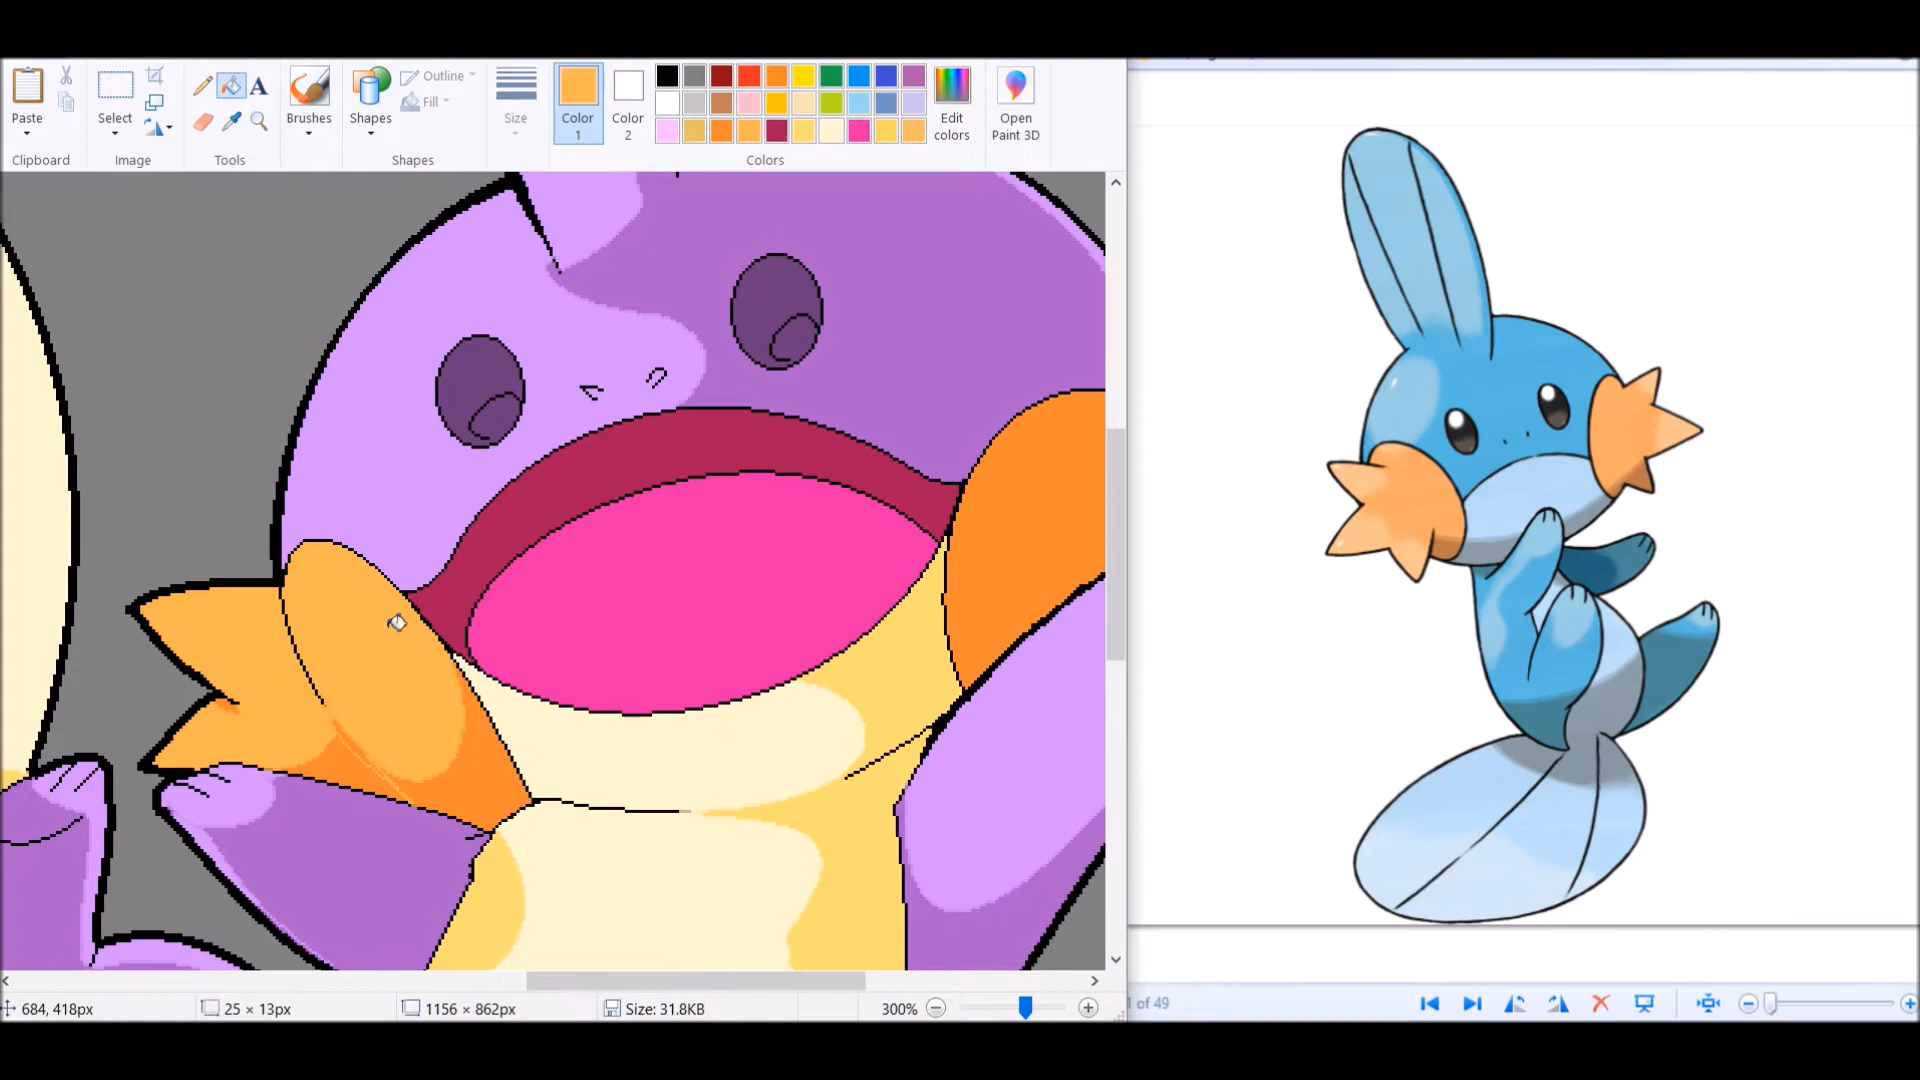 Paste
Select
Brushes
Shapes
Outline
Fill
Size
Color
1
Color
2
Edit
colors
Open
Paint 3D
A
Clipboard
Image
Tools
Shapes
Colors
684, 418px
25 × 13px
1156 × 862px
Size: 31.8KB
300%
1 of 49